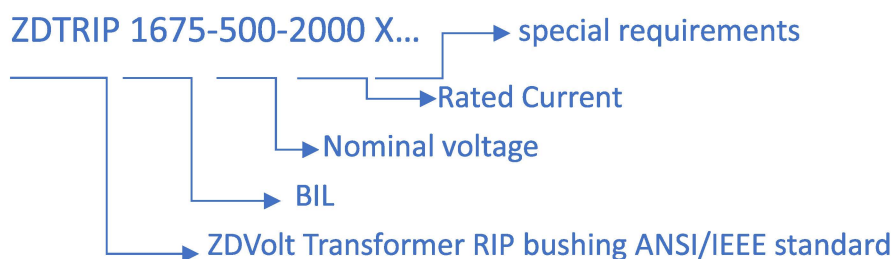 ZDTRIP 1675-500-2000 X...
special requirements
Rated Current
Nominal voltage
BIL
ZDVolt Transformer RIP bushing ANSI/IEEE standard